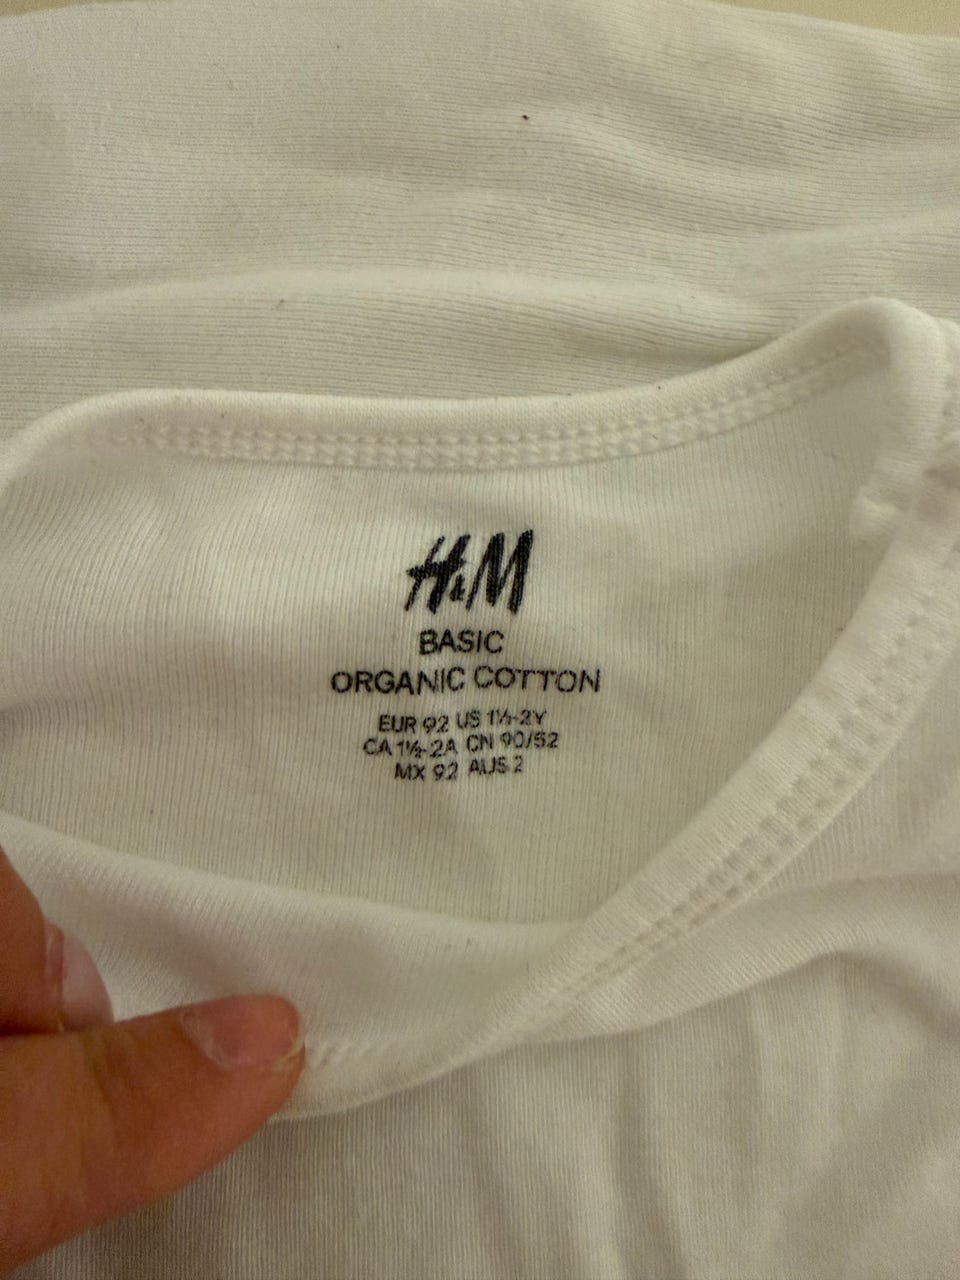 H&M
BASIC
ORGANIC COTTON
EUR 92 US 1½-2Y
CA 1½-2A CN 90/52
MX 92 AUS 2